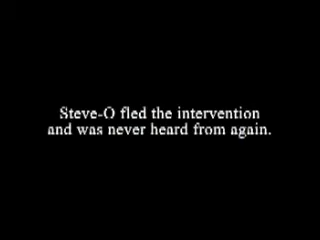 Steve-O fled the intervention
and was never heard from again.